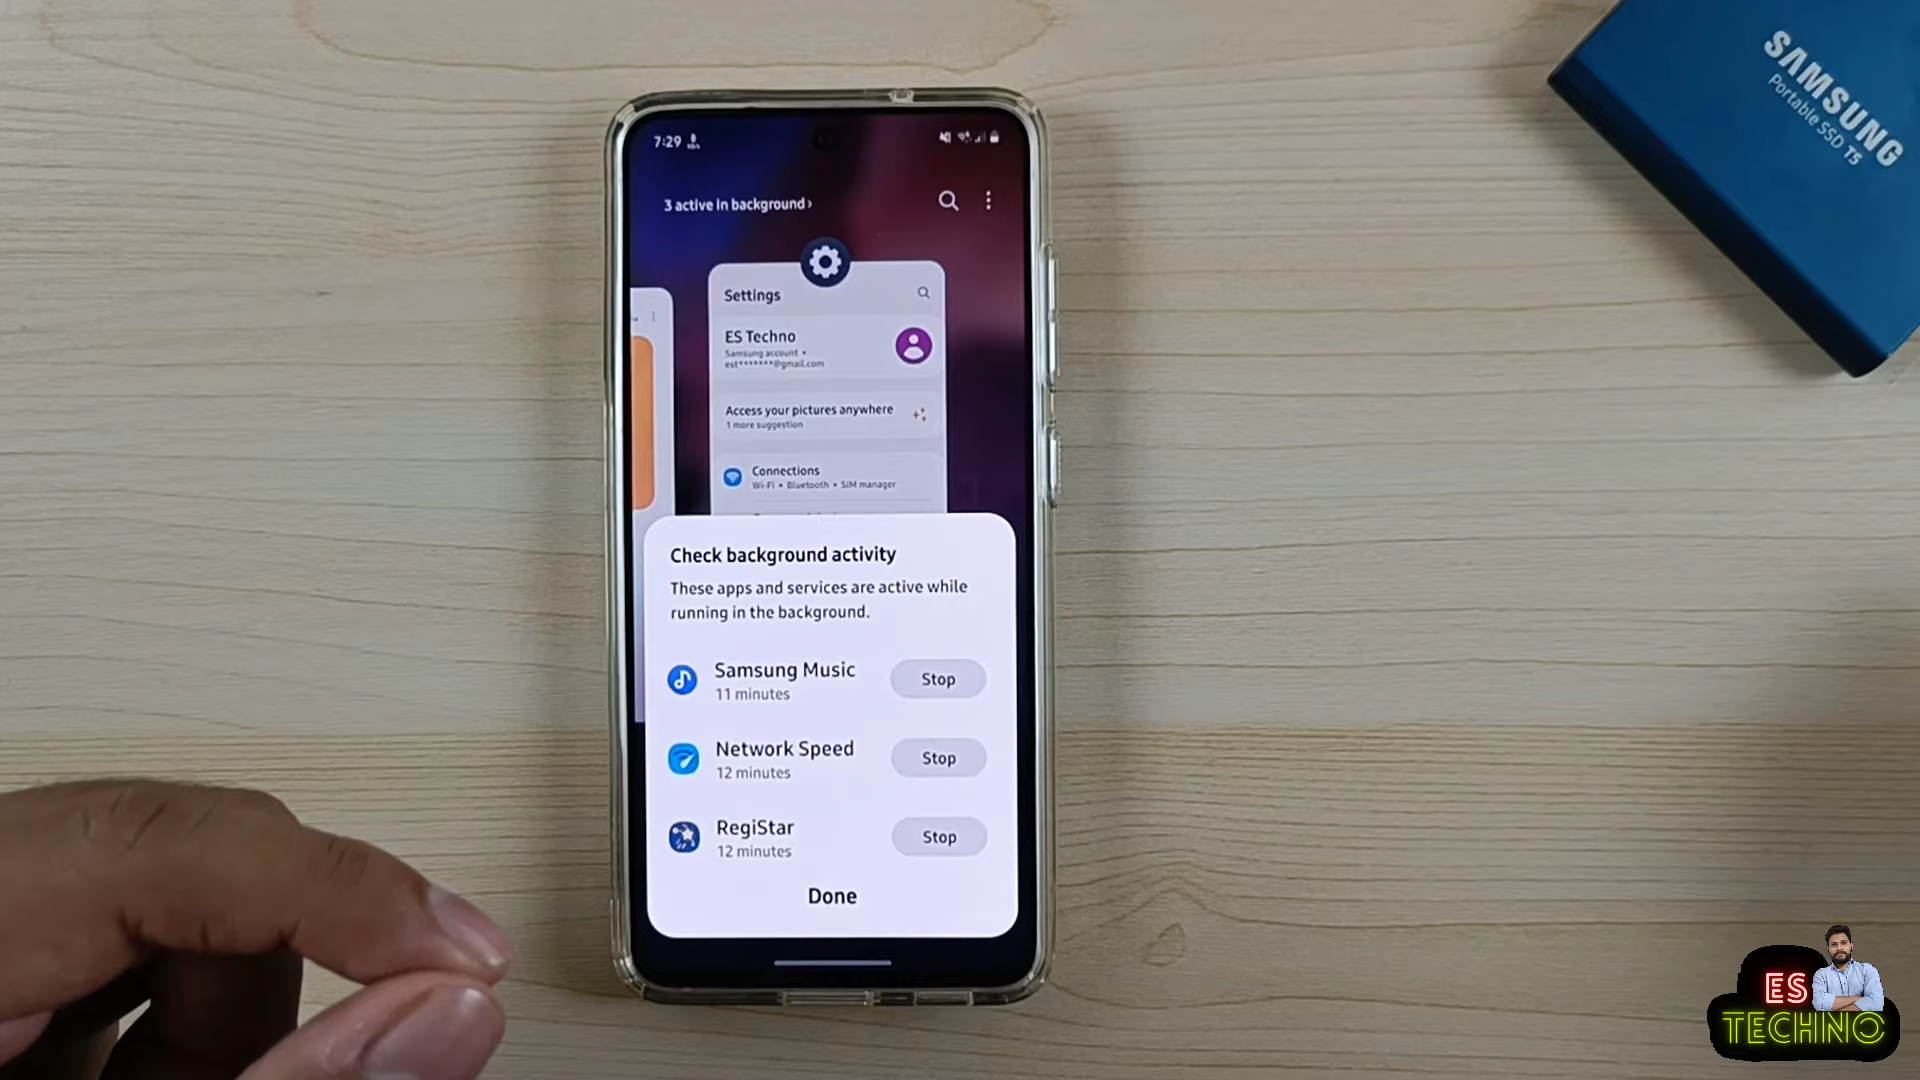 SAMSUNG
Portable SSD T5
7:29
3 active in background ›
Settings
ES Techno
Samsung account •
est*******@gmail.com
Access your pictures anywhere
1 more suggestion
Connections
Wi-Fi • Bluetooth • SIM manager
Check background activity
These apps and services are active while
running in the background.
Samsung Music
11 minutes
Stop
Network Speed
12 minutes
Stop
RegiStar
12 minutes
Stop
Done
ES
TECHNO